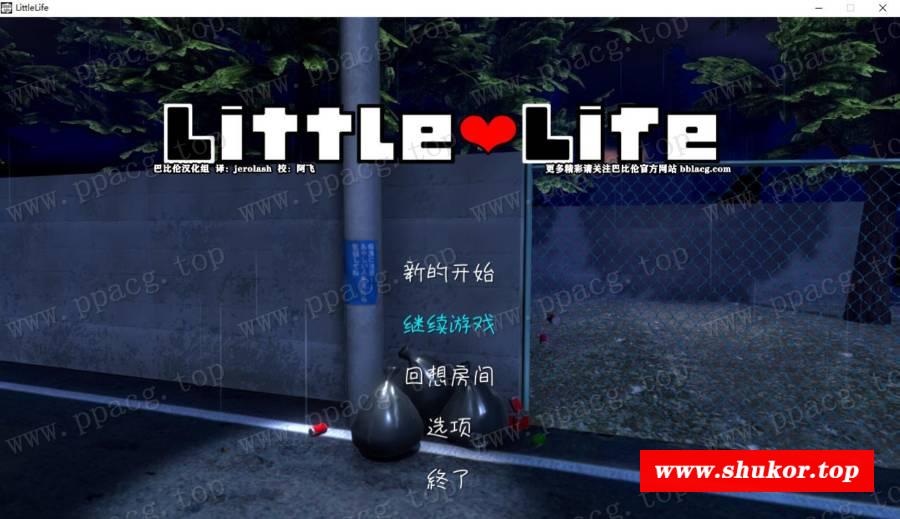 LittleLife
Little❤Life
巴比伦汉化组 译: jerolash 校: 阿飞
更多精彩请关注巴比伦官方网站 bblacg.com
新的开始
继续游戏
回想房间
选项
終了
www.ppacg.top
www.shukor.top